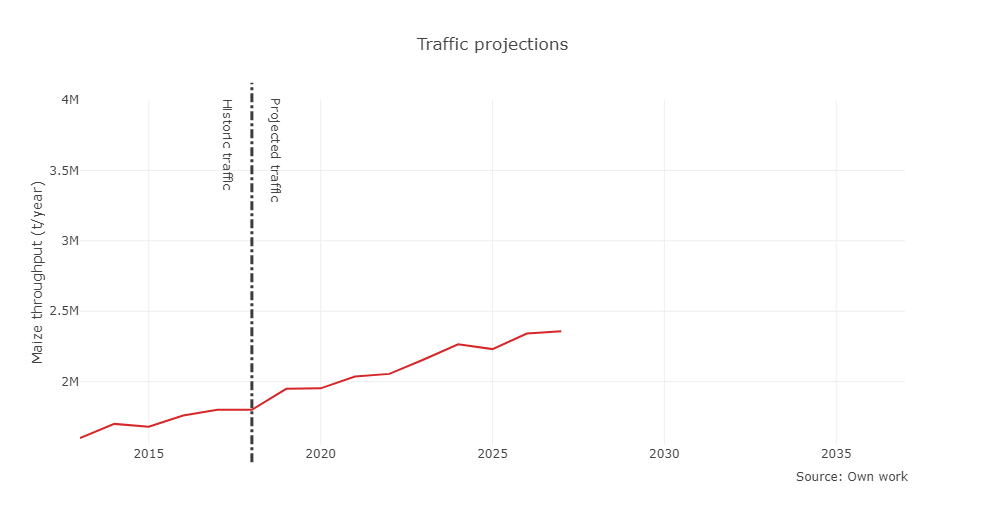 Traffic projections
4M
3.5M
3M
2.5M
2M
Maize throughput (t/year)
Historic traffic
Projected traffic
2015
2020
2025
2030
2035
Source: Own work